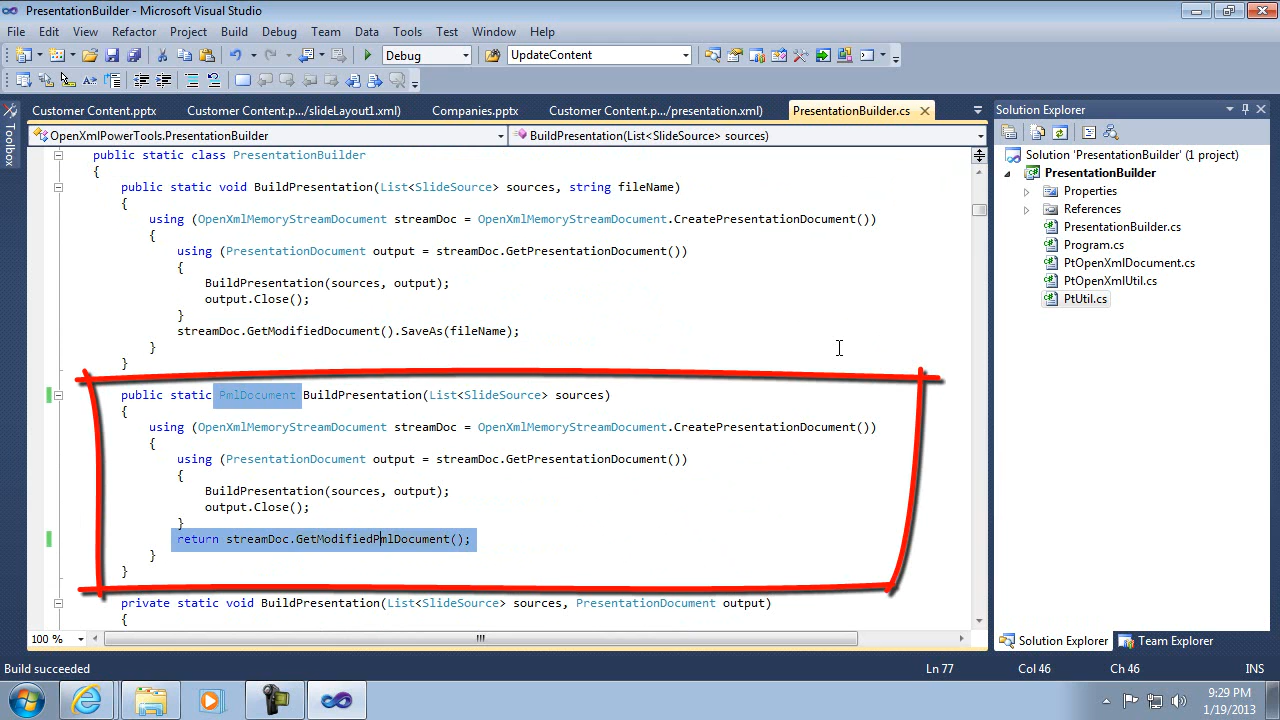 PresentationBuilder - Microsoft Visual Studio
File Edit View Refactor Project Build Debug Team Data Tools Test Window Help
Debug UpdateContent
Customer Content.pptx Customer Content.p.../slideLayout1.xml) Companies.pptx Customer Content.p.../presentation.xml) PresentationBuilder.cs
OpenXmlPowerTools.PresentationBuilder BuildPresentation(List<SlideSource> sources)
Toolbox
public static class PresentationBuilder
{
public static void BuildPresentation(List<SlideSource> sources, string fileName)
{
using (OpenXmlMemoryStreamDocument streamDoc = OpenXmlMemoryStreamDocument.CreatePresentationDocument())
{
using (PresentationDocument output = streamDoc.GetPresentationDocument())
{
BuildPresentation(sources, output);
output.Close();
}
streamDoc.GetModifiedDocument().SaveAs(fileName);
}
}
public static PmlDocument BuildPresentation(List<SlideSource> sources)
{
using (OpenXmlMemoryStreamDocument streamDoc = OpenXmlMemoryStreamDocument.CreatePresentationDocument())
{
using (PresentationDocument output = streamDoc.GetPresentationDocument())
{
BuildPresentation(sources, output);
output.Close();
}
return streamDoc.GetModifiedPmlDocument();
}
}
private static void BuildPresentation(List<SlideSource> sources, PresentationDocument output)
{
100 %
Solution Explorer
Solution 'PresentationBuilder' (1 project)
PresentationBuilder
Properties
References
PresentationBuilder.cs
Program.cs
PtOpenXmlDocument.cs
PtOpenXmlUtil.cs
PtUtil.cs
Solution Explorer Team Explorer
Build succeeded Ln 77 Col 46 Ch 46 INS
9:29 PM
1/19/2013